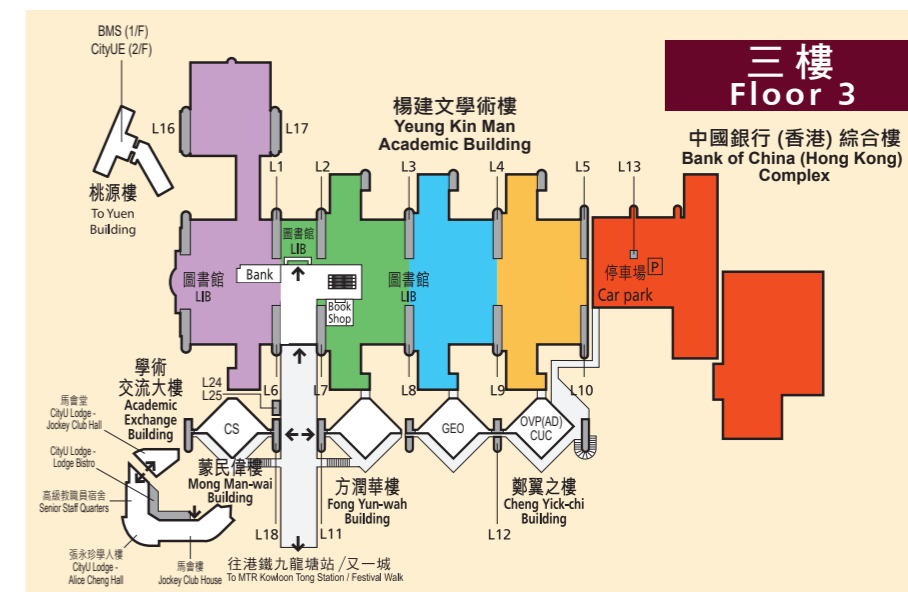 BMS (1/F)
CityUE (2/F)
三樓
Floor 3
楊建文學術樓
Yeung Kin Man
Academic Building
中國銀行 (香港) 綜合樓
Bank of China (Hong Kong)
Complex
L16
L17
L1
L2
L3
L4
L5
L13
桃源樓
To Yuen
Building
圖書館
LIB
圖書館
LIB
Bank
圖書館
LIB
Book
Shop
停車場 P
Car park
L6
L7
L8
L9
L10
L24
L25
學術
交流大樓
Academic
Exchange
Building
馬會堂
CityU Lodge -
Jockey Club Hall
CityU Lodge -
Lodge Bistro
高級教職員宿舍
Senior Staff Quarters
張永珍學人樓
CityU Lodge -
Alice Cheng Hall
馬會樓
Jockey Club House
CS
GEO
OVP(AD)
CUC
蒙民偉樓
Mong Man-wai
Building
方潤華樓
Fong Yun-wah
Building
鄭翼之樓
Cheng Yick-chi
Building
L18
L11
L12
往港鐵九龍塘站 /又一城
To MTR Kowloon Tong Station / Festival Walk